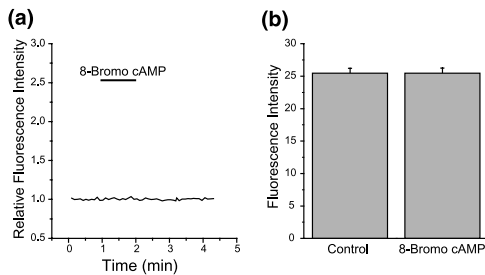 (a)
Relative Fluorescence Intensity
3.0
2.5
2.0
1.5
1.0
0.5
8-Bromo cAMP
0 1 2 3 4 5
Time (min)
(b)
Fluorescence Intensity
30
25
20
15
10
5
0
Control 8-Bromo cAMP